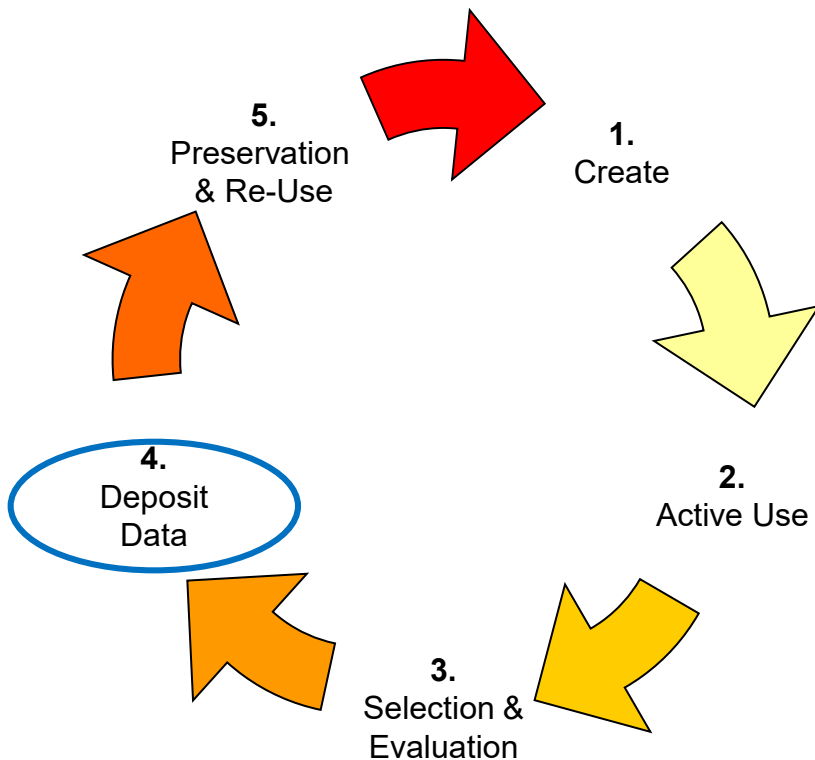 1.
Create
2.
Active Use
3.
Selection &
Evaluation
4.
Deposit
Data
5.
Preservation
& Re-Use